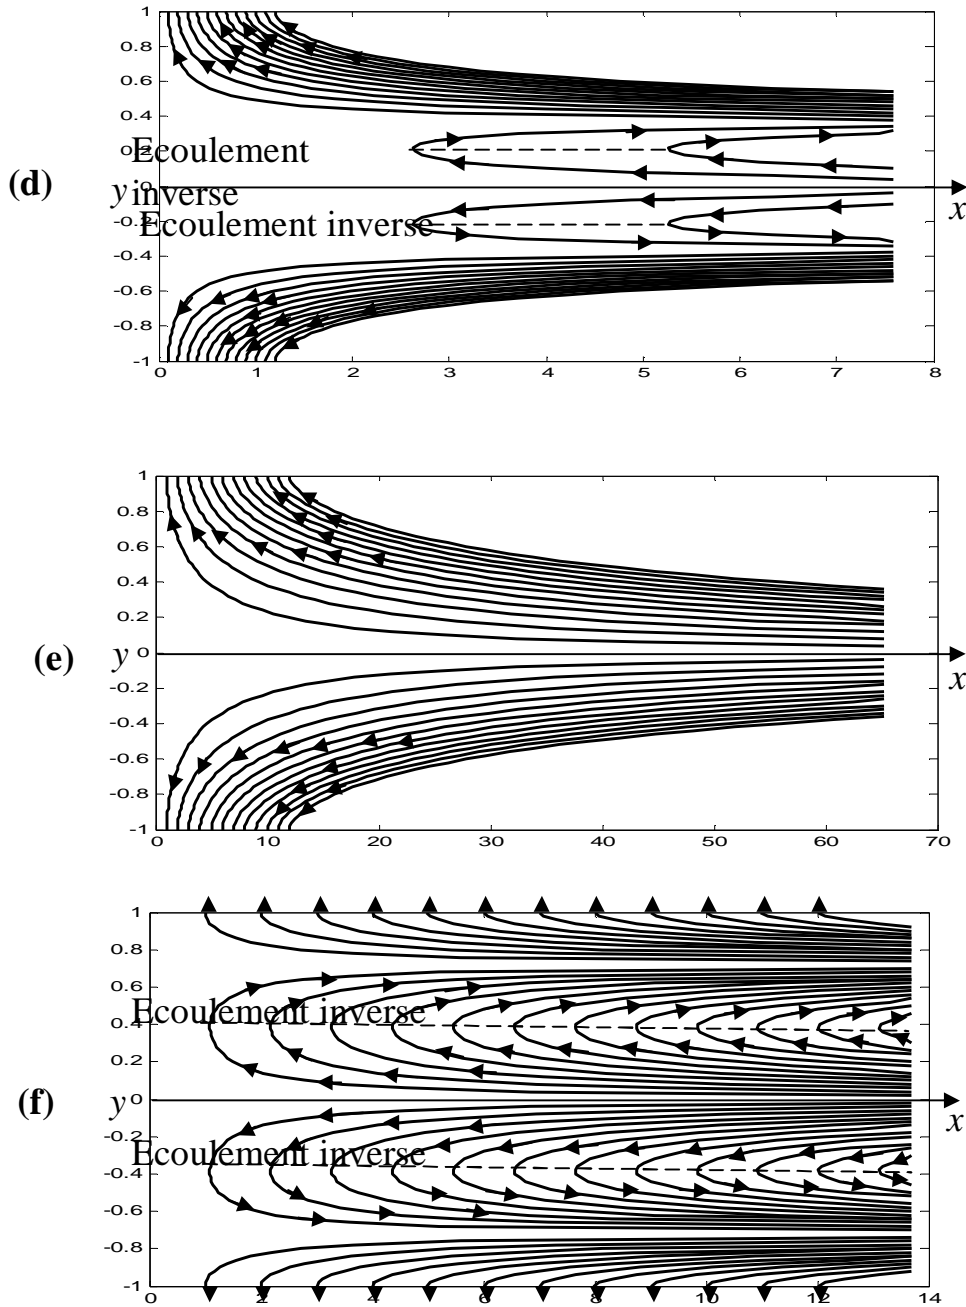 1
0.8
0.6
0.4
0.2
0
-0.2
-0.4
-0.6
-0.8
-1
Ecoulement
inverse
Ecoulement inverse
(d)
y
x
0 1 2 3 4 5 6 7 8
1
0.8
0.6
0.4
0.2
0
-0.2
-0.4
-0.6
-0.8
-1
(e)
y
x
0 10 20 30 40 50 60 70
1
0.8
0.6
0.4
0.2
0
-0.2
-0.4
-0.6
-0.8
-1
Ecoulement inverse
(f)
y
x
Ecoulement inverse
0 2 4 6 8 10 12 14